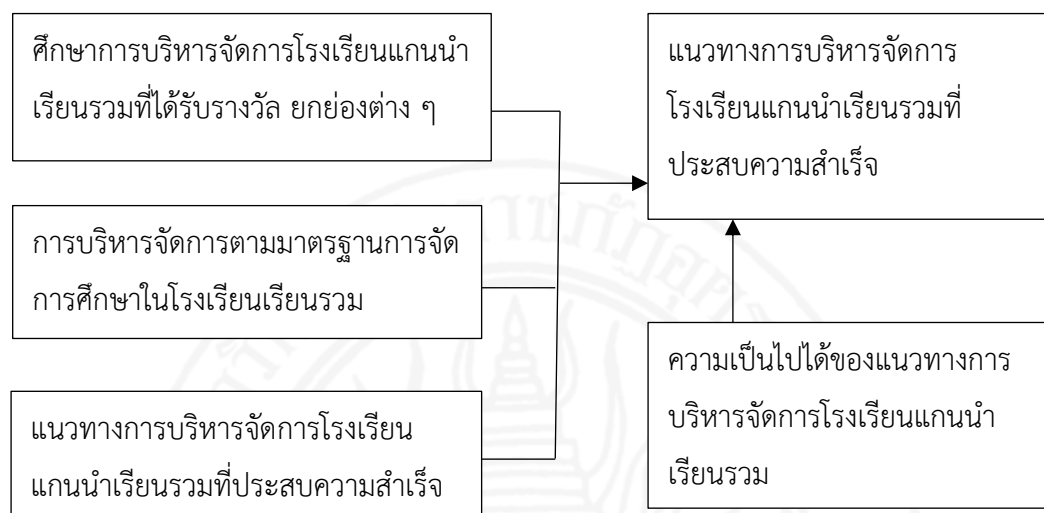 ศึกษาการบริหารจัดการโรงเรียนแกนนำ
เรียนรวมที่ได้รับรางวัล ยกย่องต่าง ๆ
การบริหารจัดการตามมาตรฐานการจัด
การศึกษาในโรงเรียนเรียนรวม
แนวทางการบริหารจัดการโรงเรียน
แกนนำเรียนรวมที่ประสบความสำเร็จ
แนวทางการบริหารจัดการ
โรงเรียนแกนนำเรียนรวมที่
ประสบความสำเร็จ
ความเป็นไปได้ของแนวทางการ
บริหารจัดการโรงเรียนแกนนำ
เรียนรวม